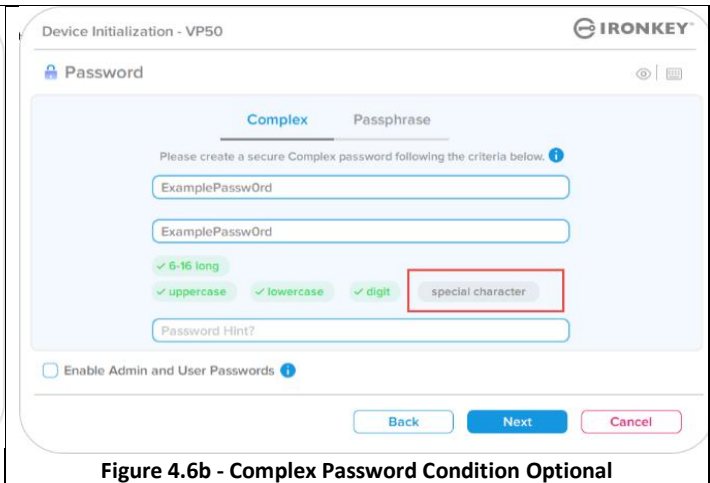 Device Initialization - VP50
IRONKEY
Password
Complex Passphrase
Please create a secure Complex password following the criteria below.
ExamplePassw0rd
ExamplePassw0rd
✓ 6-16 long
✓ uppercase ✓ lowercase ✓ digit special character
Password Hint?
Enable Admin and User Passwords
Back Next Cancel
Figure 4.6b - Complex Password Condition Optional